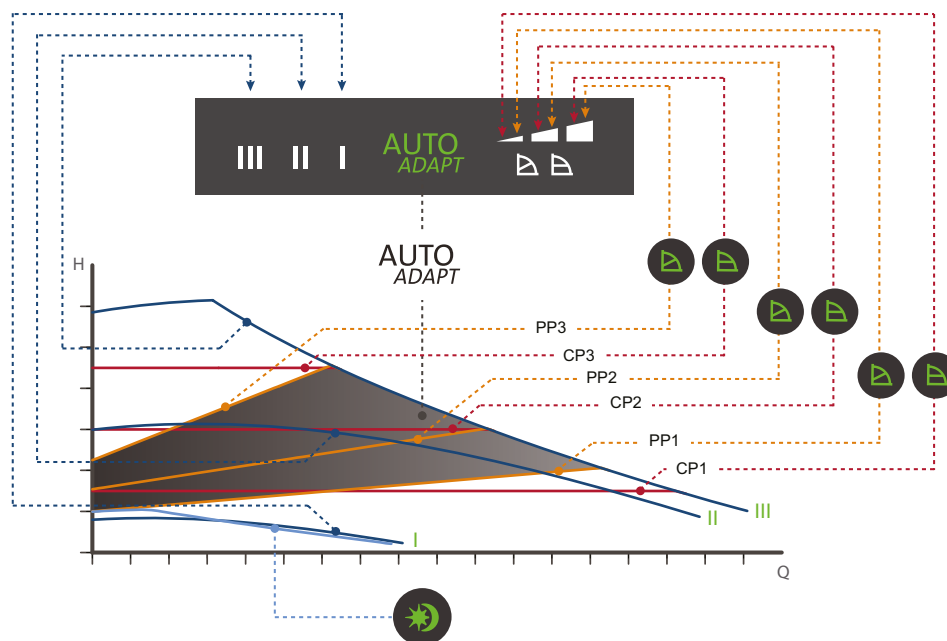 III II I AUTO
ADAPT
AUTO
ADAPT
H
PP3
CP3
PP2
CP2
PP1
CP1
III
II
I
Q